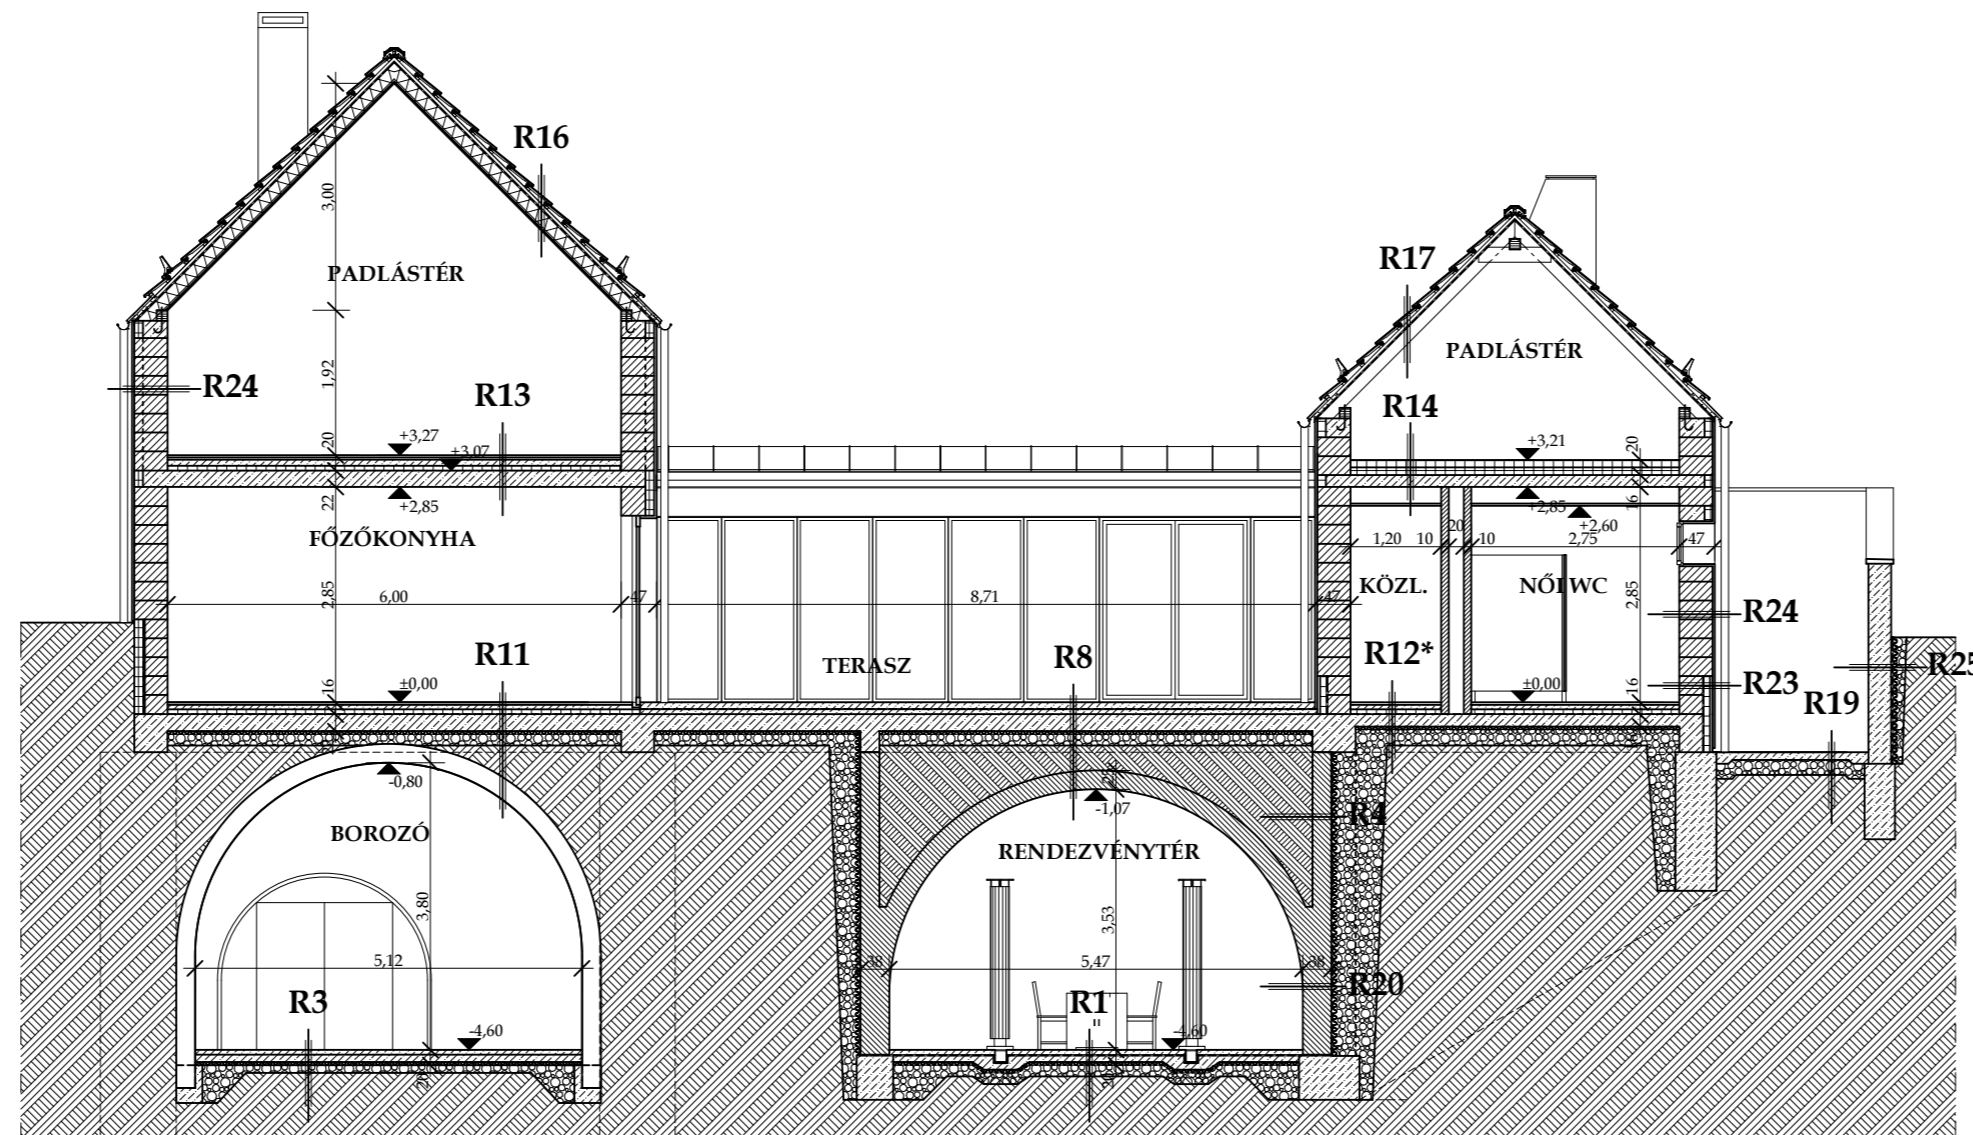 R16
3,00
PADLÁSTÉR
R17
PADLÁSTÉR
1,92
R24
R13
R14
+3,27
+3,07
20
+3,21
20
22
+2,85
+2,85
16
+2,60
FŐZŐKONYHA
20
1,20
10
10
2,75
47
2,85
6,00
47
8,71
47
KÖZL.
NŐI WC
2,85
R24
R11
TERASZ
R8
R12*
R25
16
±0,00
±0,00
16
R23
R19
-0,80
-1,07
R4
BOROZÓ
RENDEZVÉNYTÉR
3,80
3,53
5,12
38
5,47
38
R3
R1
R20
-4,60
-4,60
20